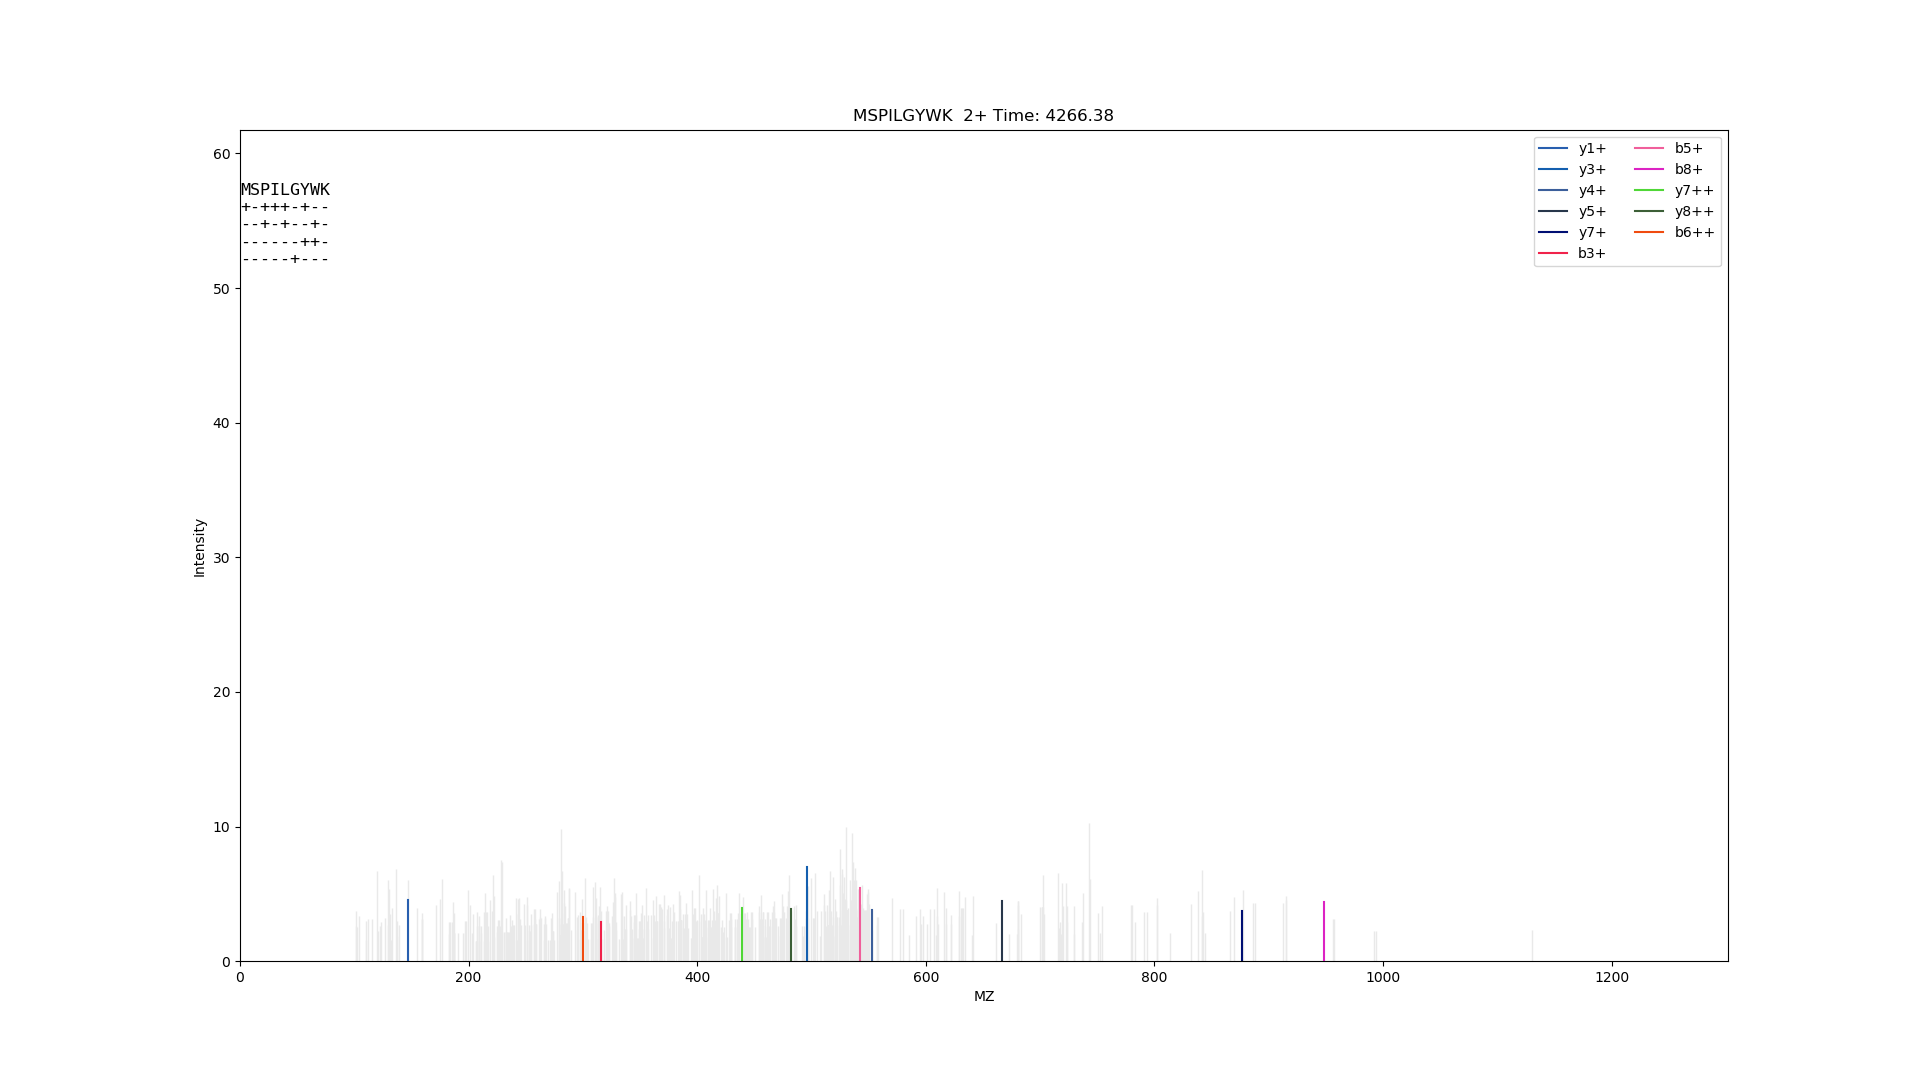 MSPILGYWK  2+ Time: 4266.38
y1+
y3+
y4+
y5+
y7+
b3+
b5+
b8+
y7++
y8++
b6++
MSPILGYWK
+-+++-+--
--+-+--+-
------++-
-----+---
60
50
40
30
20
10
0
Intensity
0 200 400 600 800 1000 1200
MZ